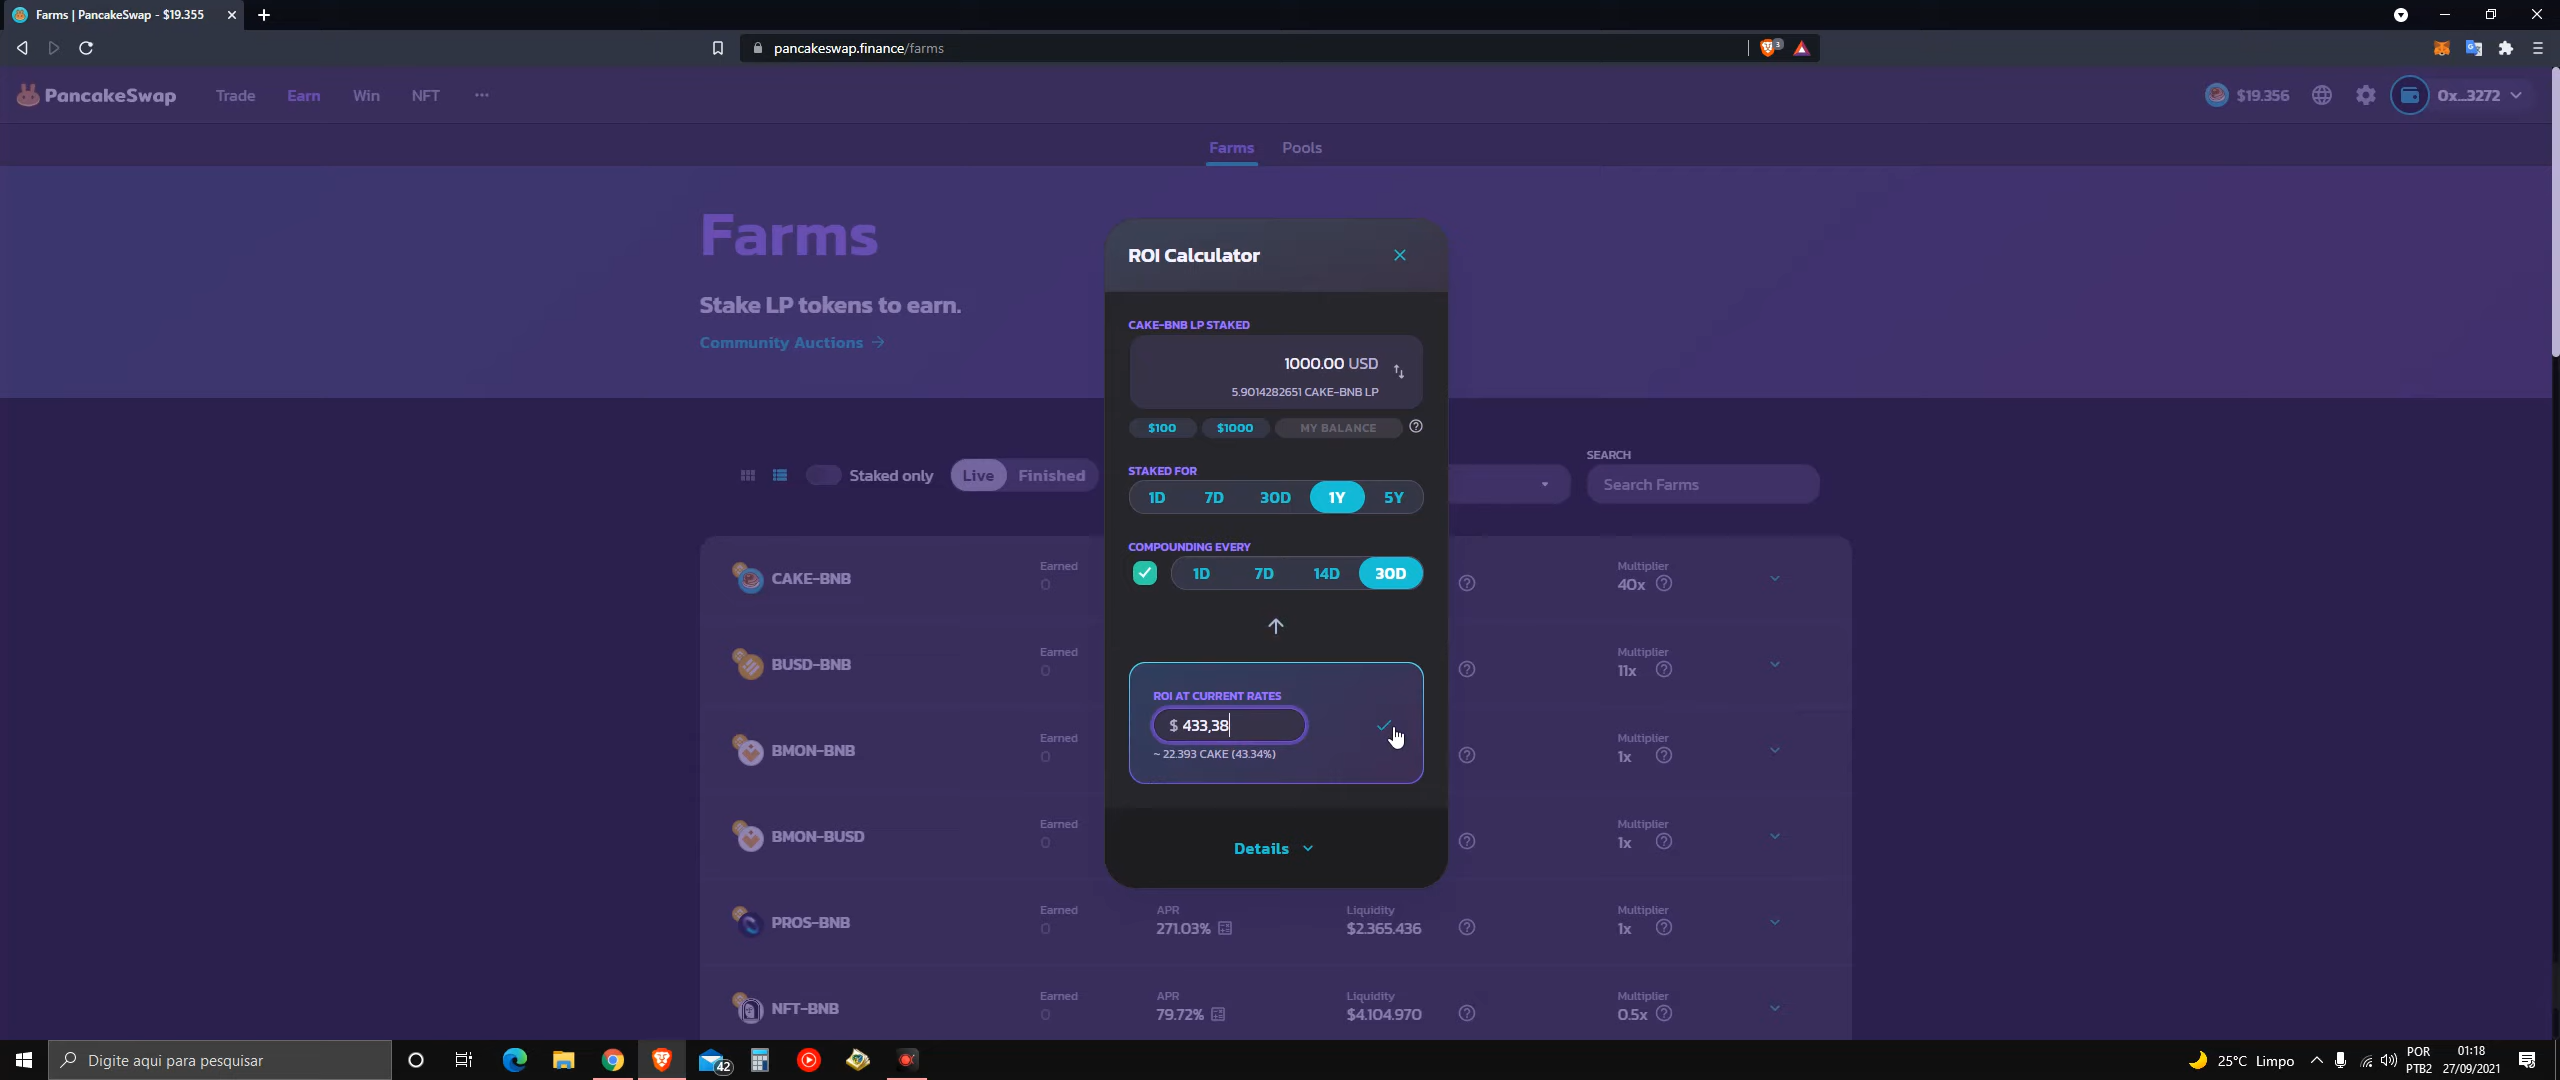 Farms | PancakeSwap - $19.355
pancakeswap.finance/farms
3
PancakeSwap
Trade
Earn
Win
NFT
$19.356
0x...3272
Farms
Pools
Farms
Stake LP tokens to earn.
Community Auctions
ROI Calculator
CAKE-BNB LP STAKED
1000.00 USD
5.9014282651 CAKE-BNB LP
$100
$1000
MY BALANCE
STAKED FOR
1D
7D
30D
1Y
5Y
COMPOUNDING EVERY
1D
7D
14D
30D
ROI AT CURRENT RATES
$ 433,38
~ 22.393 CAKE (43.34%)
Details
Staked only
Live
Finished
SEARCH
Search Farms
CAKE-BNB
Earned
0
Multiplier
40x
BUSD-BNB
Earned
0
Multiplier
11x
BMON-BNB
Earned
0
Multiplier
1x
BMON-BUSD
Earned
0
Multiplier
1x
PROS-BNB
Earned
0
APR
271.03%
Liquidity
$2.365.436
Multiplier
1x
NFT-BNB
Earned
0
APR
79.72%
Liquidity
$4.104.970
Multiplier
0.5x
Digite aqui para pesquisar
42
25°C Limpo
POR
PTB2
01:18
27/09/2021